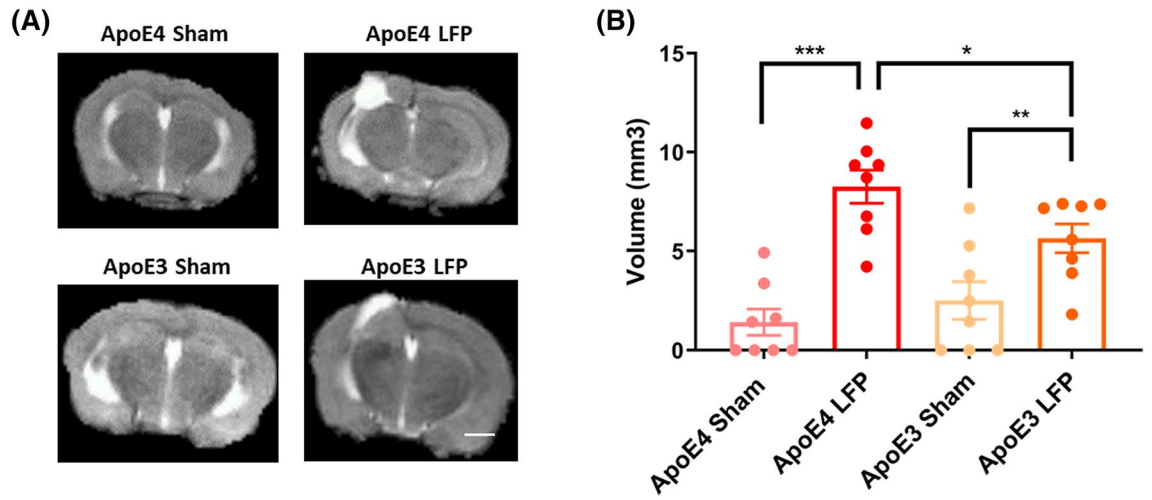 (A)
ApoE4 Sham
ApoE4 LFP
ApoE3 Sham
ApoE3 LFP
(B)
Volume (mm3)
15
10
5
0
***
*
**
ApoE4 Sham
ApoE4 LFP
ApoE3 Sham
ApoE3 LFP